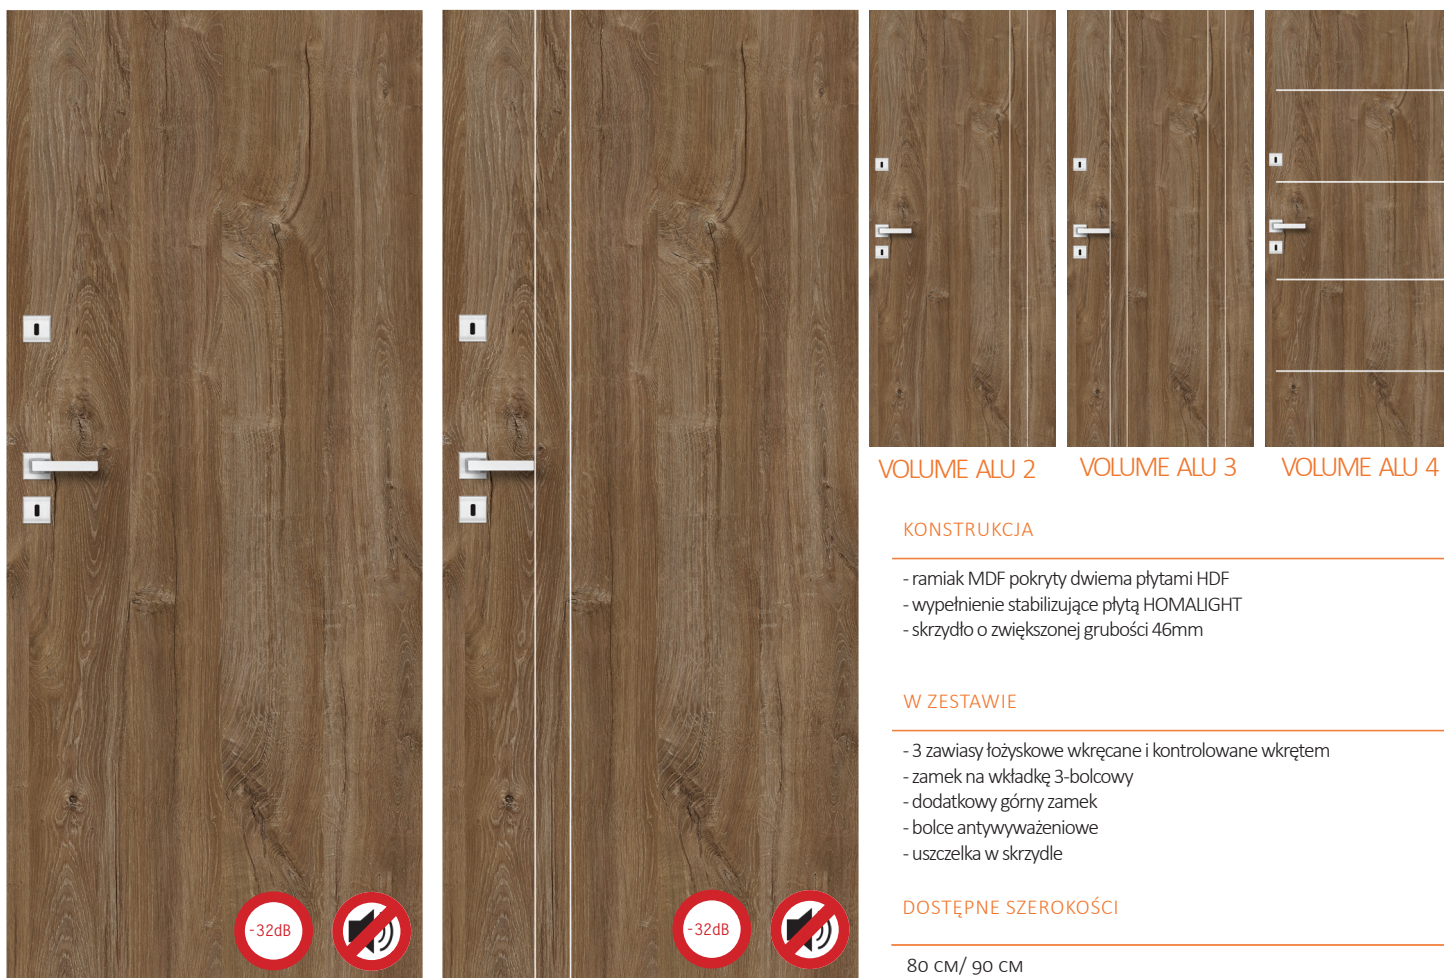 -32dB
-32dB
VOLUME ALU 2
VOLUME ALU 3
VOLUME ALU 4
KONSTRUKCJA
- ramiak MDF pokryty dwiema płytami HDF
- wypełnienie stabilizujące płytą HOMALIGHT
- skrzydło o zwiększonej grubości 46mm
W ZESTAWIE
- 3 zawiasy łożyskowe wkręcane i kontrolowane wkrętem
- zamek na wkładkę 3-bolcowy
- dodatkowy górny zamek
- bolce antywyważeniowe
- uszczelka w skrzydle
DOSTĘPNE SZEROKOŚCI
80 CM/ 90 CM